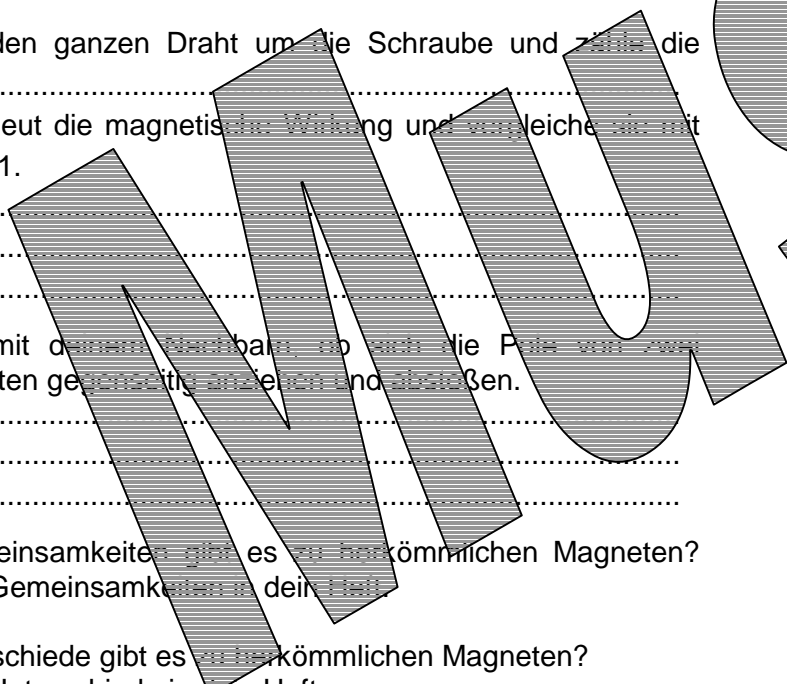 den ganzen Draht um die Schraube und zähle die
eut die magnetische Wirkung und vergleiche sie mit
1.
mit deinem Nachbarn, ob sich die Pole von zwei
ten gegenseitig anziehen und abstoßen.
einsamkeiten gibt es zu herkömmlichen Magneten?
Gemeinsamkeiten in dein Heft.
schiede gibt es zu herkömmlichen Magneten?
Mus